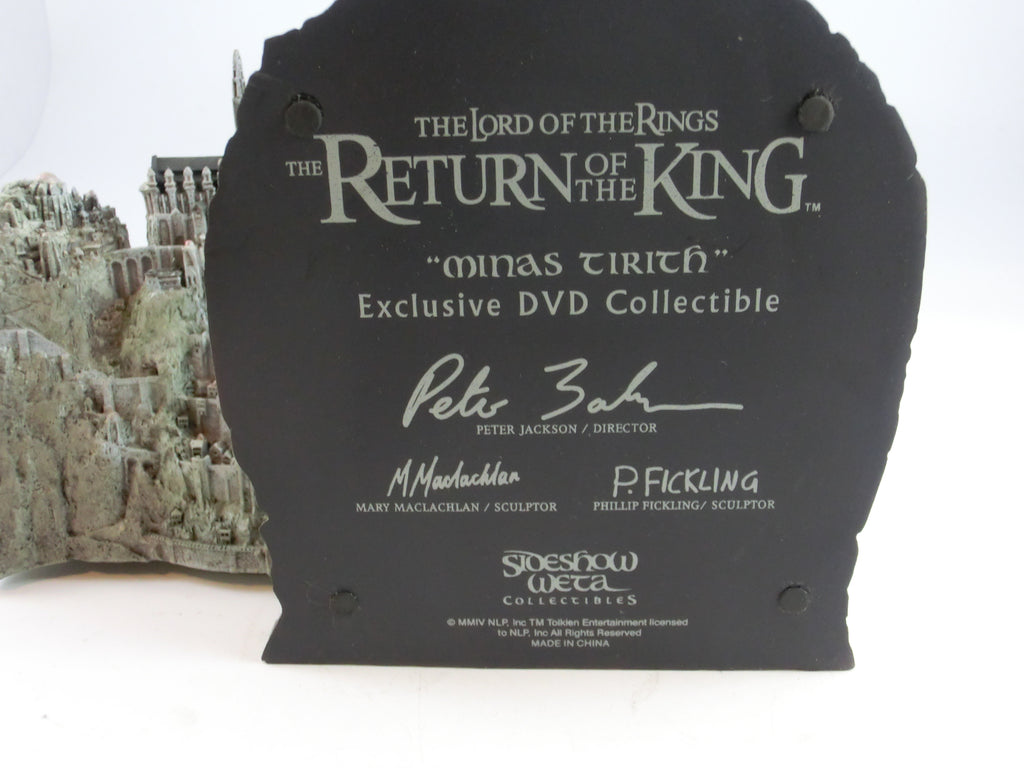 THE LORD OF THE RINGS
THE RETURN OF THE KING™
"MINAS TIRITH"
Exclusive DVD Collectible
Peter Jackson
PETER JACKSON / DIRECTOR
M Maclachlan P. FICKLING
MARY MACLACHLAN / SCULPTOR PHILLIP FICKLING/ SCULPTOR
SIDESHOW
WETA
COLLECTIBLES
© MMIV NLP, Inc TM Tolkien Entertainment licensed
to NLP, Inc All Rights Reserved
MADE IN CHINA